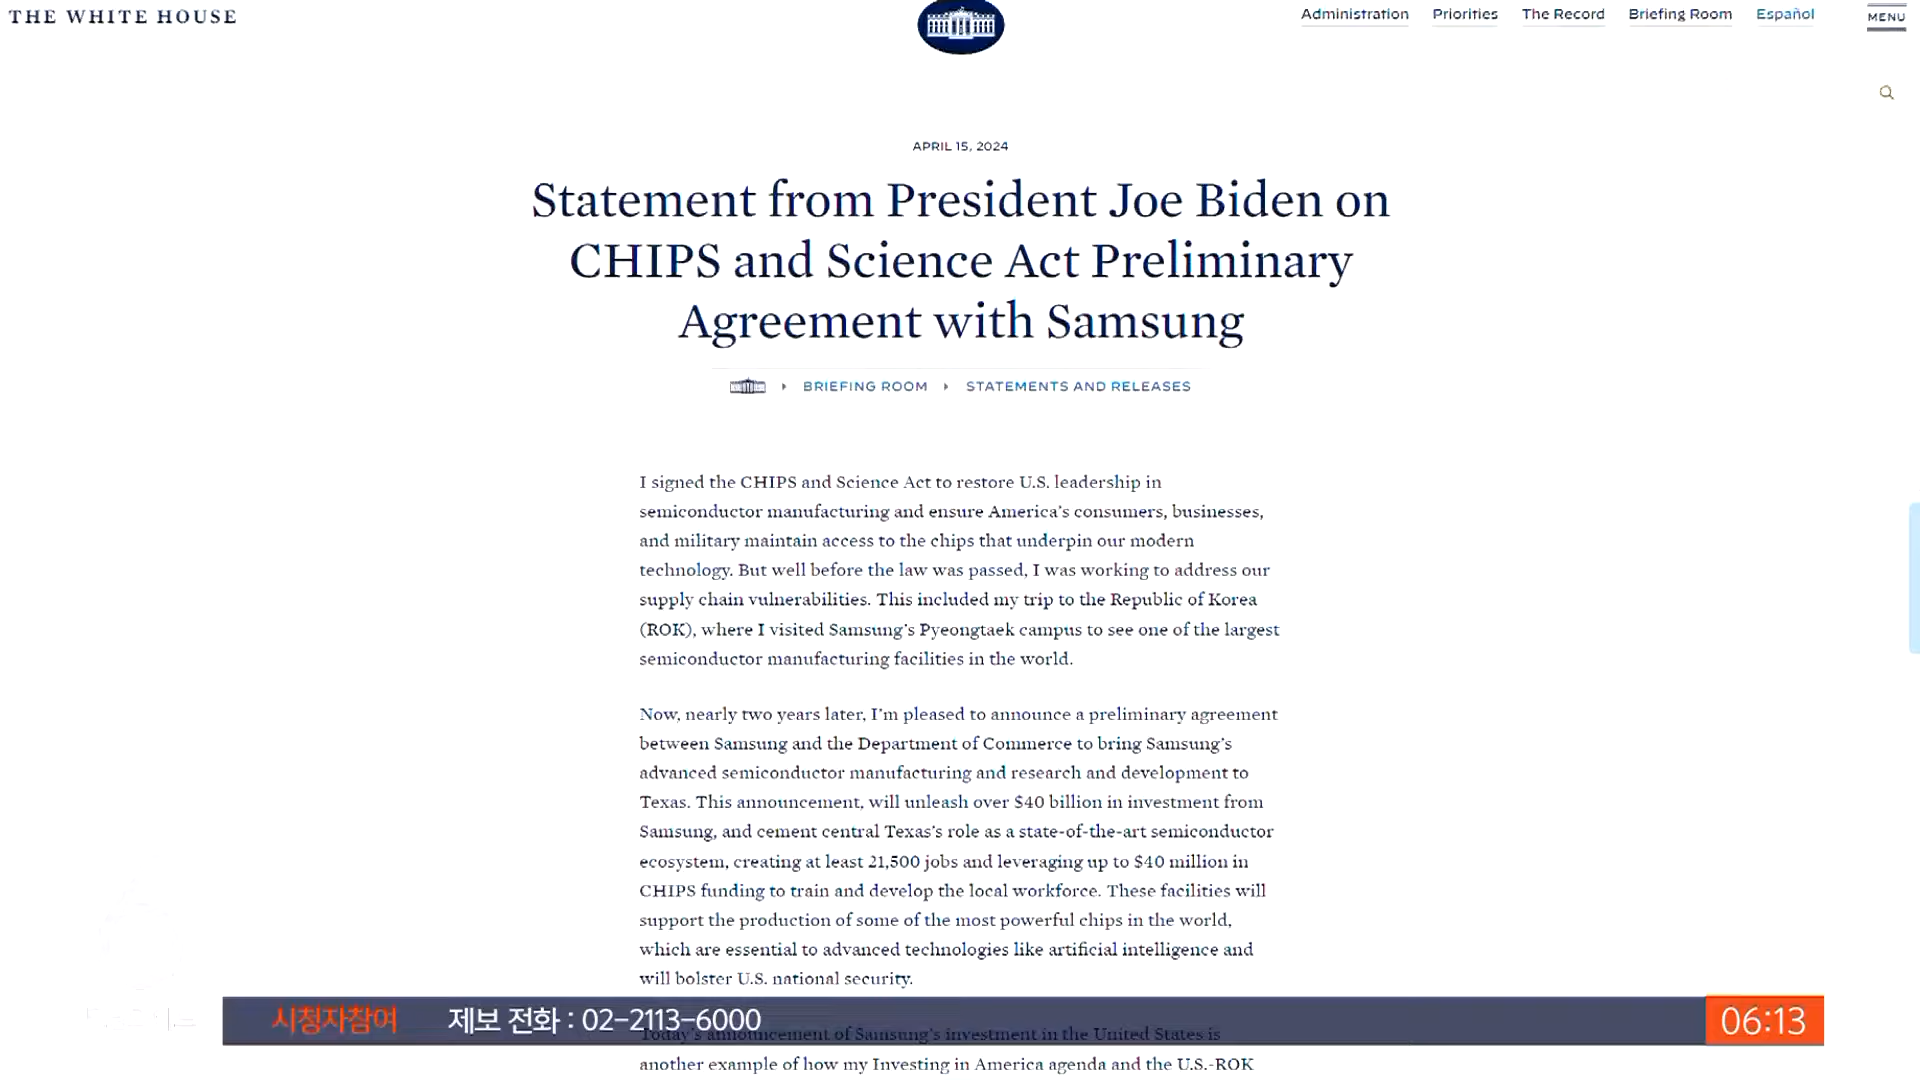 THE WHITE HOUSE
Administration Priorities The Record Briefing Room Español MENU
APRIL 15, 2024
Statement from President Joe Biden on
CHIPS and Science Act Preliminary
Agreement with Samsung
BRIEFING ROOM STATEMENTS AND RELEASES
I signed the CHIPS and Science Act to restore U.S. leadership in
semiconductor manufacturing and ensure America's consumers, businesses,
and military maintain access to the chips that underpin our modern
technology. But well before the law was passed, I was working to address our
supply chain vulnerabilities. This included my trip to the Republic of Korea
(ROK), where I visited Samsung's Pyeongtaek campus to see one of the largest
semiconductor manufacturing facilities in the world.
Now, nearly two years later, I'm pleased to announce a preliminary agreement
between Samsung and the Department of Commerce to bring Samsung's
advanced semiconductor manufacturing and research and development to
Texas. This announcement, will unleash over $40 billion in investment from
Samsung, and cement central Texas's role as a state-of-the-art semiconductor
ecosystem, creating at least 21,500 jobs and leveraging up to $40 million in
CHIPS funding to train and develop the local workforce. These facilities will
support the production of some of the most powerful chips in the world,
which are essential to advanced technologies like artificial intelligence and
will bolster U.S. national security.
시청자참여 제보 전화 : 02-2113-6000 06:13
Today's announcement of Samsung's investment in the United States is
another example of how my Investing in America agenda and the U.S.-ROK